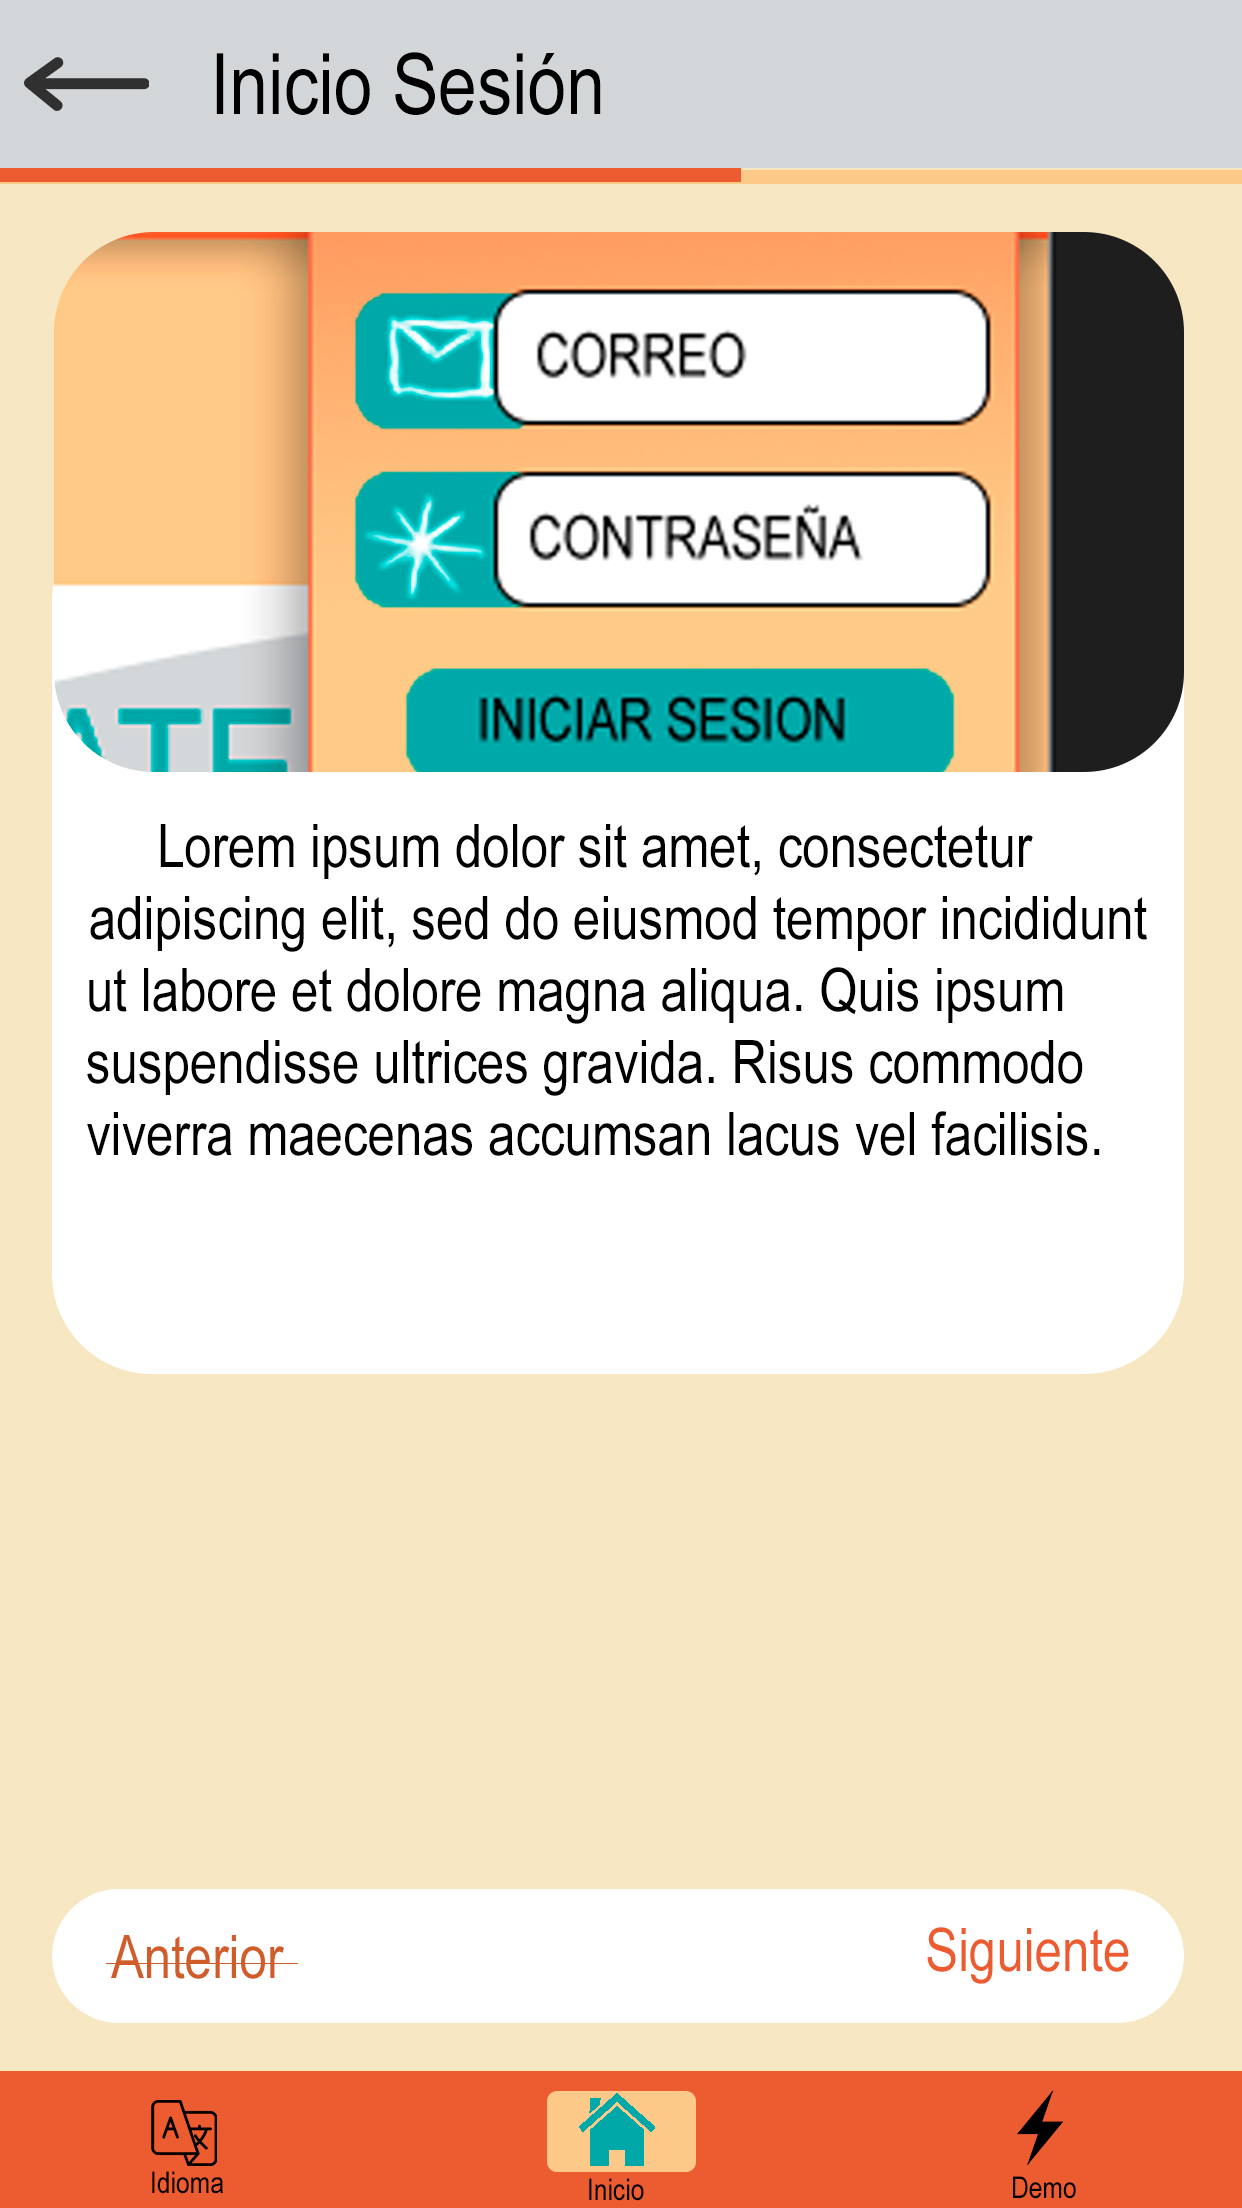 Inicio Sesión
CORREO
CONTRASEÑA
INICIAR SESION
ATE
Lorem ipsum dolor sit amet, consectetur
adipiscing elit, sed do eiusmod tempor incididunt
ut labore et dolore magna aliqua. Quis ipsum
suspendisse ultrices gravida. Risus commodo
viverra maecenas accumsan lacus vel facilisis.
Anterior
Siguiente
Idioma
Inicio
Demo